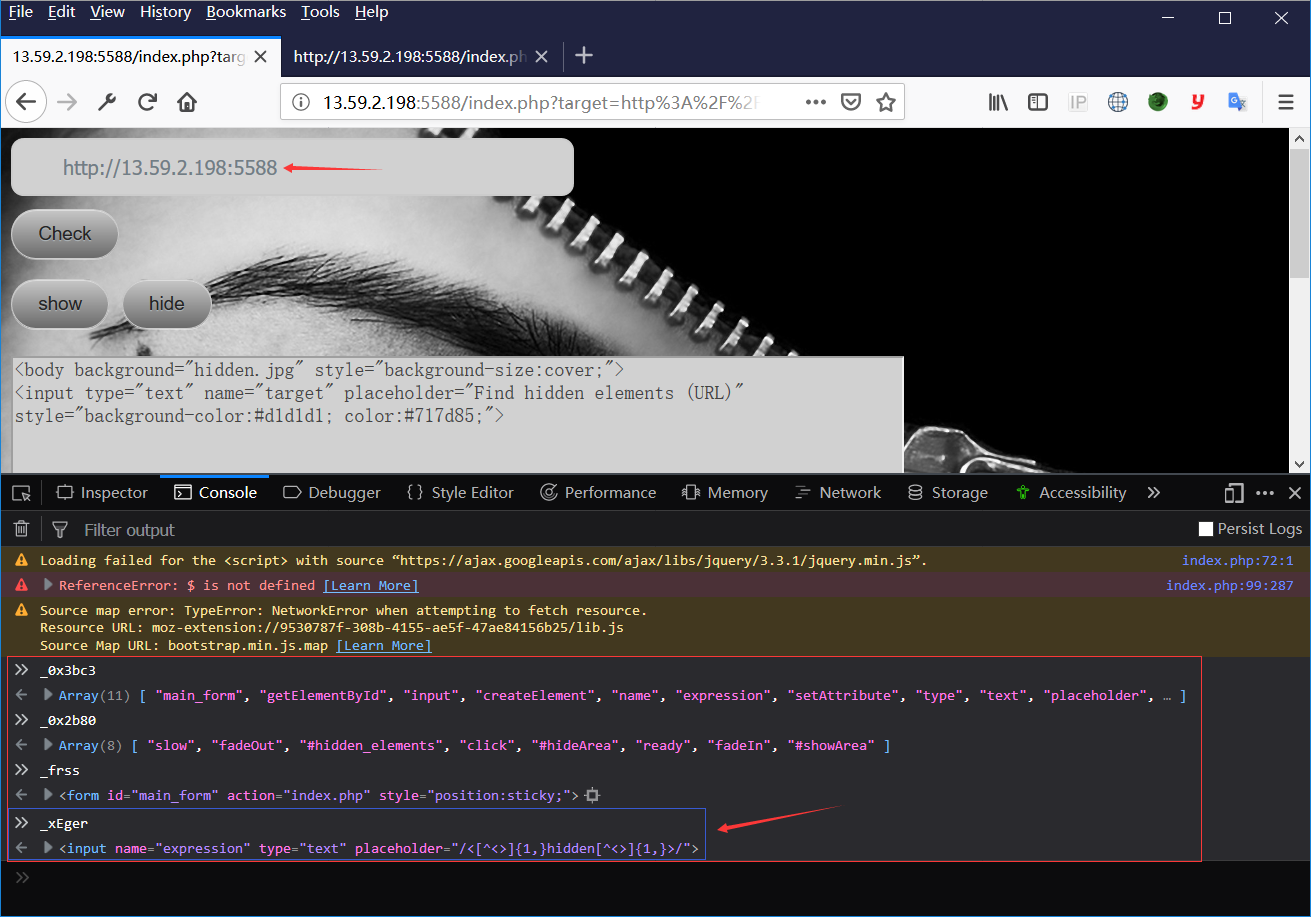 File Edit View History Bookmarks Tools Help
13.59.2.198:5588/index.php?targ
http://13.59.2.198:5588/index.ph
13.59.2.198:5588/index.php?target=http%3A%2F%2F
IP
http://13.59.2.198:5588
Check
show hide
<body background="hidden.jpg" style="background-size:cover;">
<input type="text" name="target" placeholder="Find hidden elements (URL)"
style="background-color:#d1d1d1; color:#717d85;">
Inspector Console Debugger Style Editor Performance Memory Network Storage Accessibility
Filter output Persist Logs
Loading failed for the <script> with source “https://ajax.googleapis.com/ajax/libs/jquery/3.3.1/jquery.min.js”. index.php:72:1
ReferenceError: $ is not defined [Learn More] index.php:99:287
Source map error: TypeError: NetworkError when attempting to fetch resource.
Resource URL: moz-extension://9530787f-308b-4155-ae5f-47ae84156b25/lib.js
Source Map URL: bootstrap.min.js.map [Learn More]
_0x3bc3
Array(11) [ "main_form", "getElementById", "input", "createElement", "name", "expression", "setAttribute", "type", "text", "placeholder", … ]
_0x2b80
Array(8) [ "slow", "fadeOut", "#hidden_elements", "click", "#hideArea", "ready", "fadeIn", "#showArea" ]
_frss
<form id="main_form" action="index.php" style="position:sticky;">
_xEger
<input name="expression" type="text" placeholder="/<[^<>]{1,}hidden[^<>]{1,}>/">